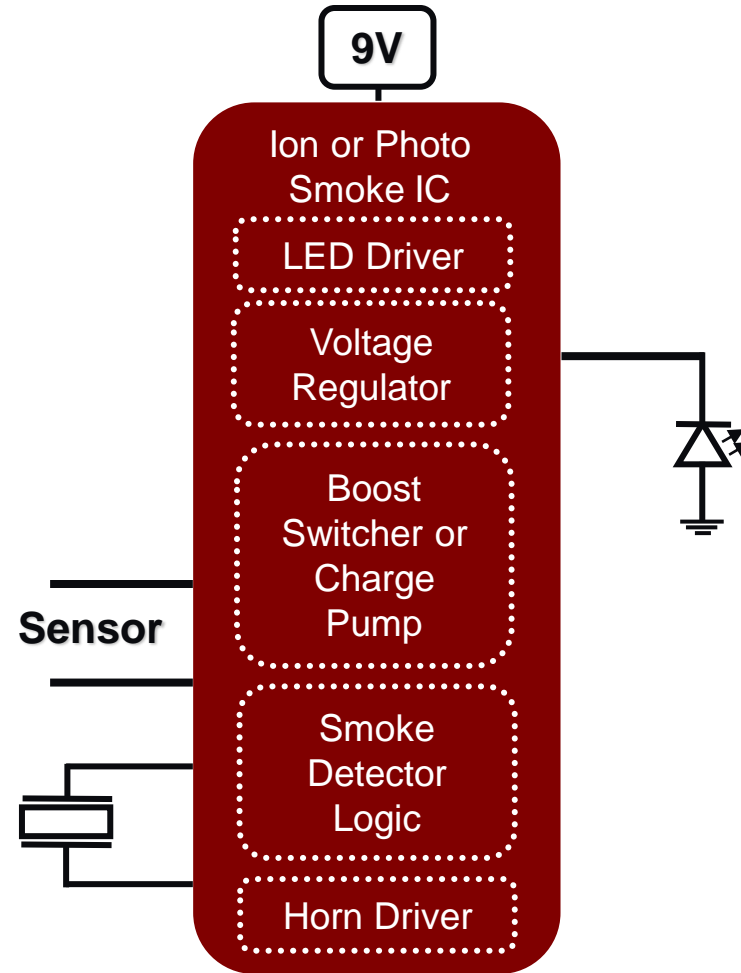 9V
Ion or Photo
Smoke IC
LED Driver
Voltage
Regulator
Boost
Switcher or
Charge
Pump
Sensor
Smoke
Detector
Logic
Horn Driver